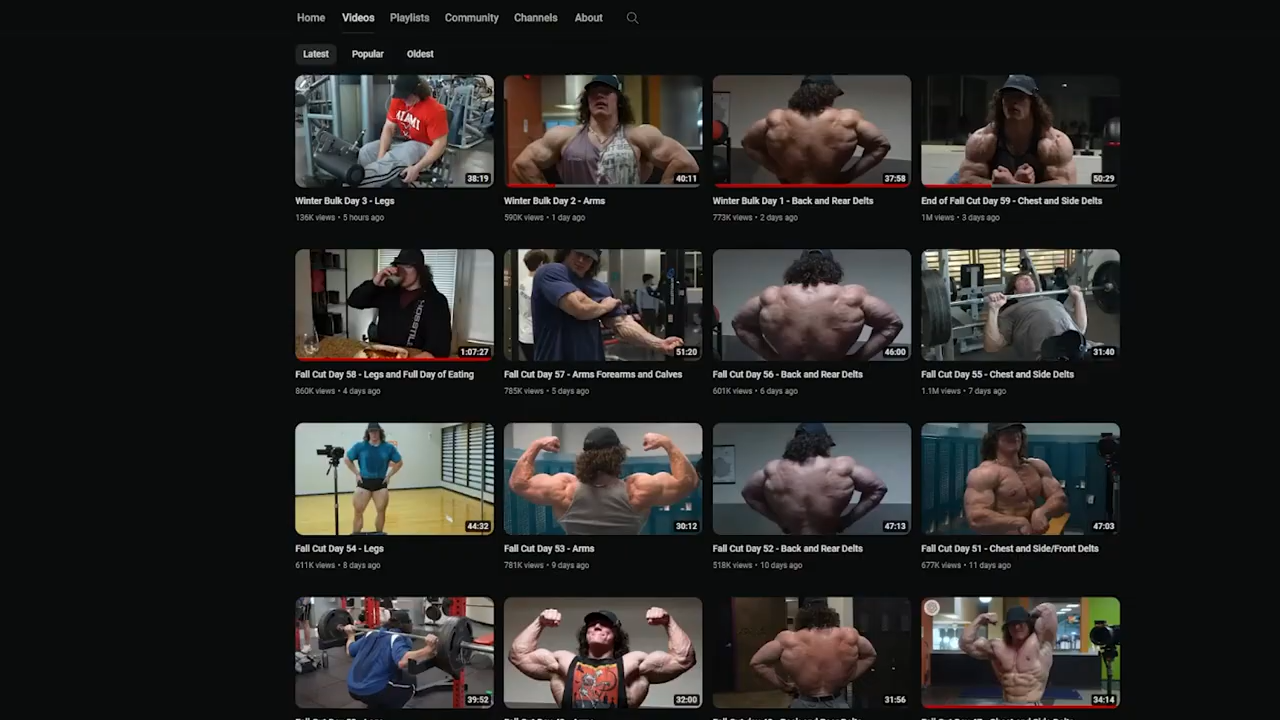 Home Videos Playlists Community Channels About
Latest Popular Oldest
38:19
40:11
37:58
50:29
Winter Bulk Day 3 - Legs
136K views • 5 hours ago
Winter Bulk Day 2 - Arms
590K views • 1 day ago
Winter Bulk Day 1 - Back and Rear Delts
773K views • 2 days ago
End of Fall Cut Day 59 - Chest and Side Delts
1M views • 3 days ago
1:07:27
51:20
46:00
31:40
Fall Cut Day 58 - Legs and Full Day of Eating
860K views • 4 days ago
Fall Cut Day 57 - Arms Forearms and Calves
785K views • 5 days ago
Fall Cut Day 56 - Back and Rear Delts
601K views • 6 days ago
Fall Cut Day 55 - Chest and Side Delts
1.1M views • 7 days ago
44:32
30:12
47:13
47:03
Fall Cut Day 54 - Legs
611K views • 8 days ago
Fall Cut Day 53 - Arms
781K views • 9 days ago
Fall Cut Day 52 - Back and Rear Delts
518K views • 10 days ago
Fall Cut Day 51 - Chest and Side/Front Delts
677K views • 11 days ago
39:52
32:00
31:56
34:14